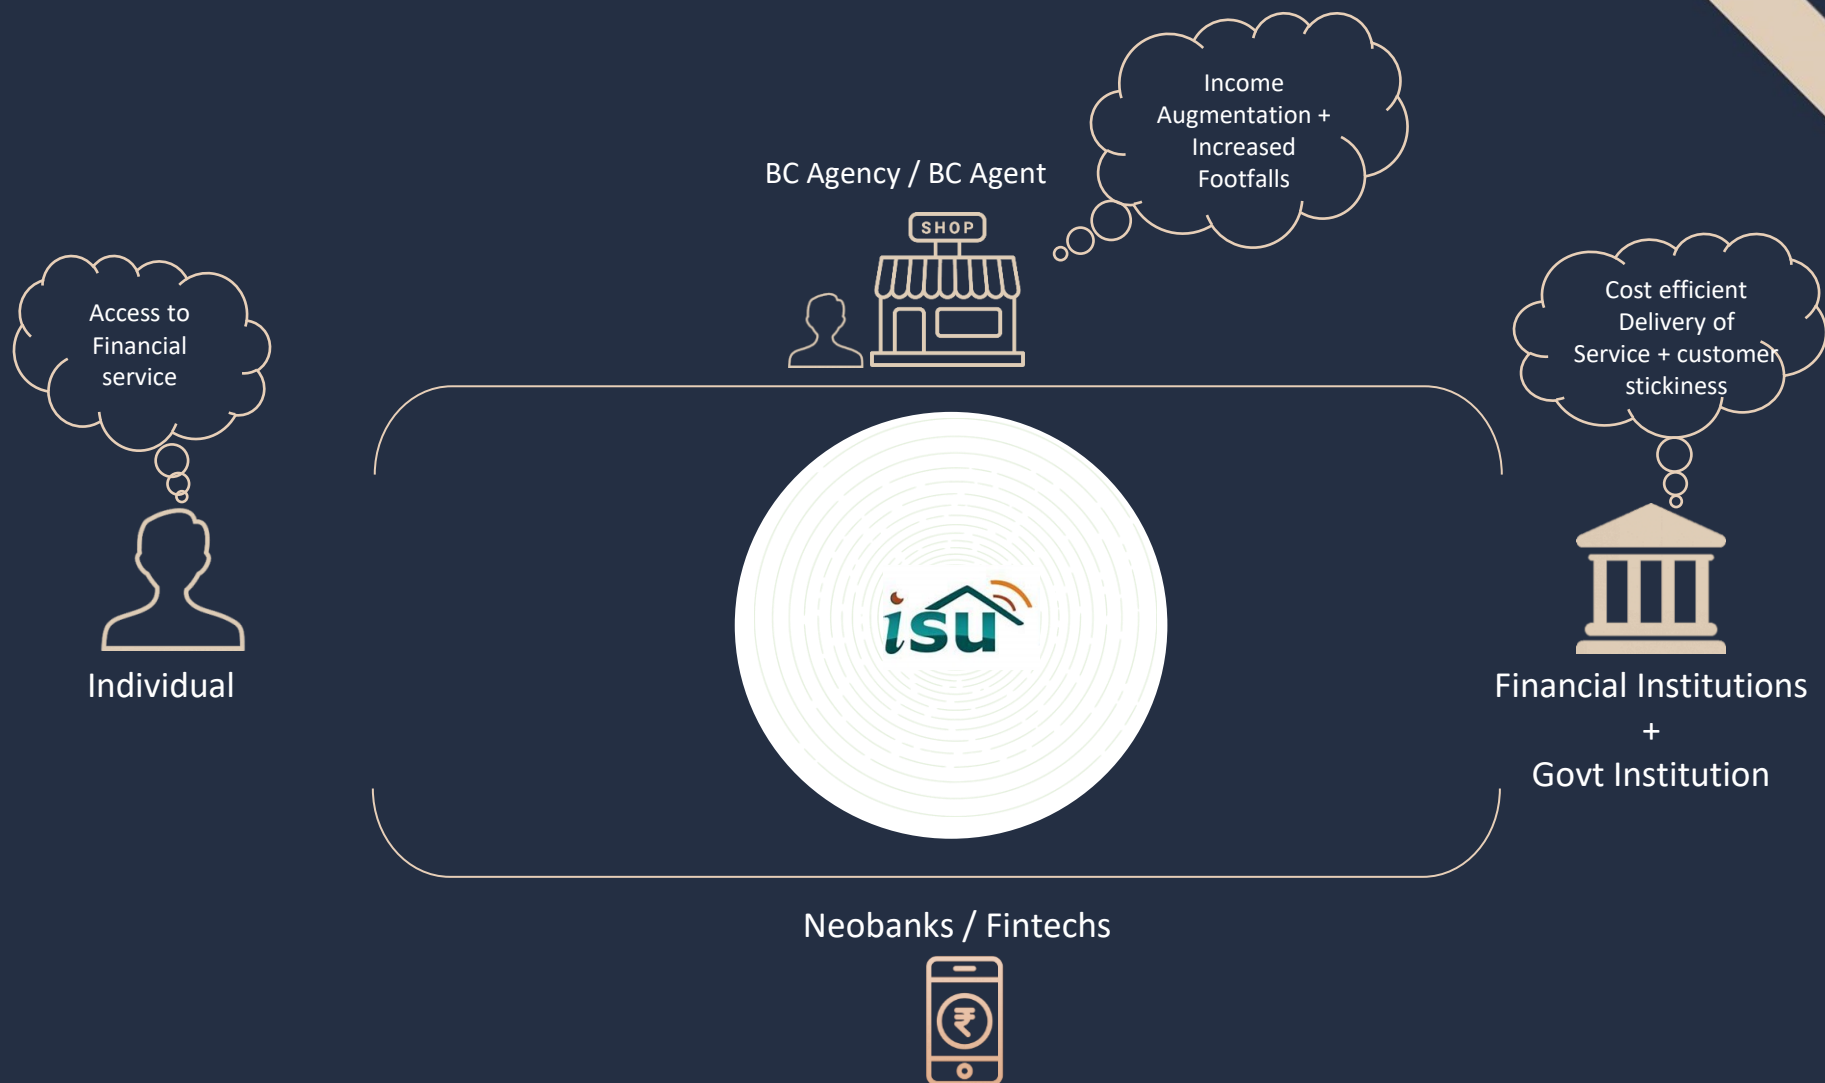 Income
Augmentation +
Increased
Footfalls
BC Agency / BC Agent
SHOP
Access to
Financial
service
Cost efficient
Delivery of
Service + customer
stickiness
isu
Individual
Financial Institutions
+
Govt Institution
Neobanks / Fintechs
₹